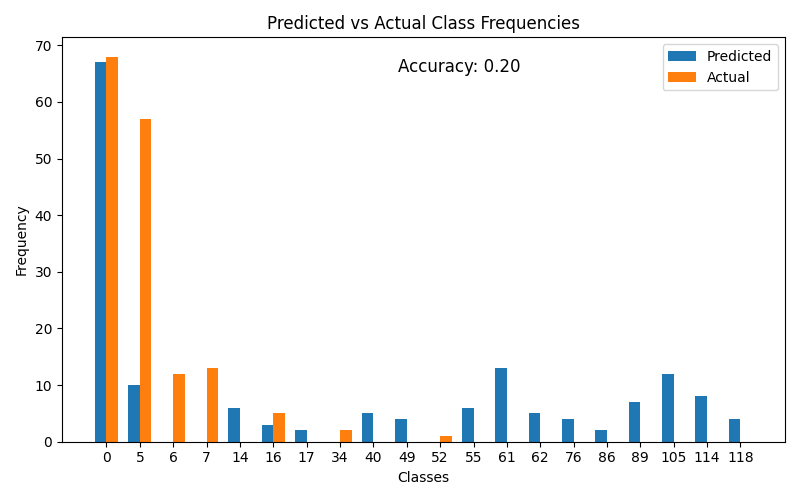 Predicted vs Actual Class Frequencies
Accuracy: 0.20
Predicted
Actual
Frequency
70
60
50
40
30
20
10
0
0 5 6 7 14 16 17 34 40 49 52 55 61 62 76 86 89 105 114 118
Classes